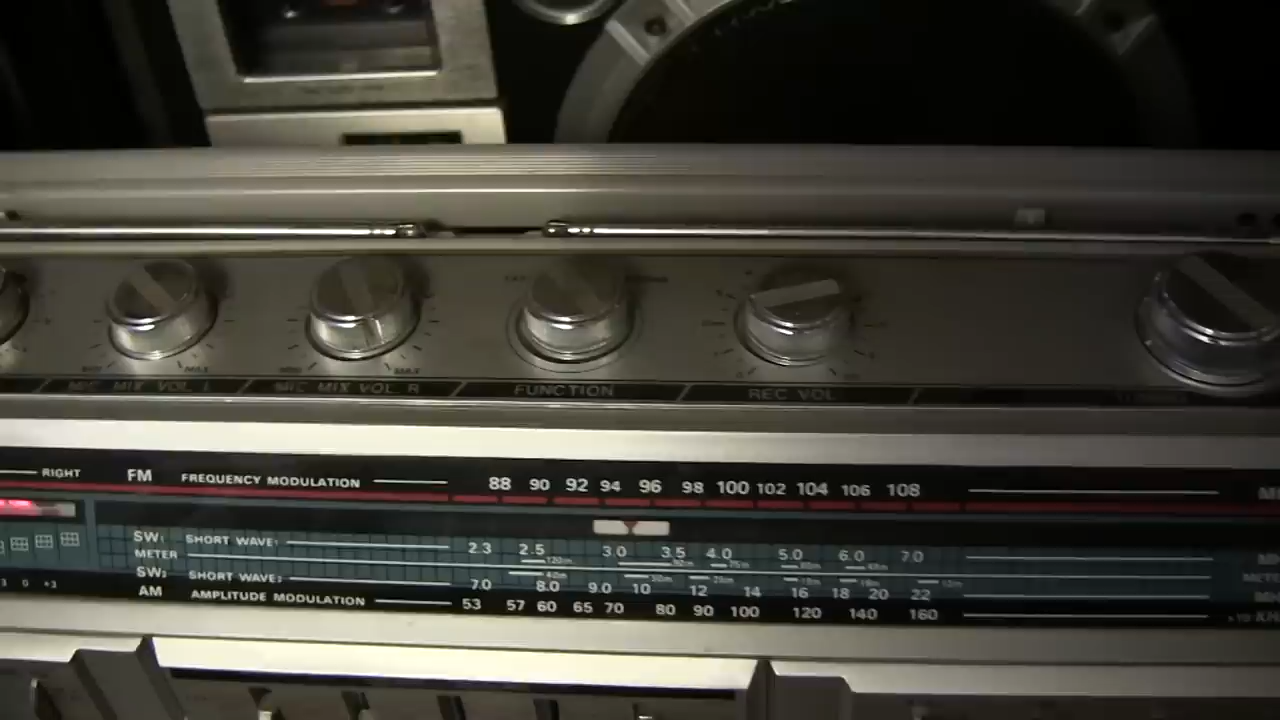 MIC MIX VOL L MIC MIX VOL R FUNCTION REC VOL
RIGHT FM FREQUENCY MODULATION 88 90 92 94 96 98 100 102 104 106 108
SW1 SHORT WAVE1 2.3 2.5 3.0 3.5 4.0 5.0 6.0 7.0
METER
SW2 SHORT WAVE2 7.0 8.0 9.0 10 12 14 16 18 20 22
3 0 +3 AM AMPLITUDE MODULATION 53 57 60 65 70 80 90 100 120 140 160